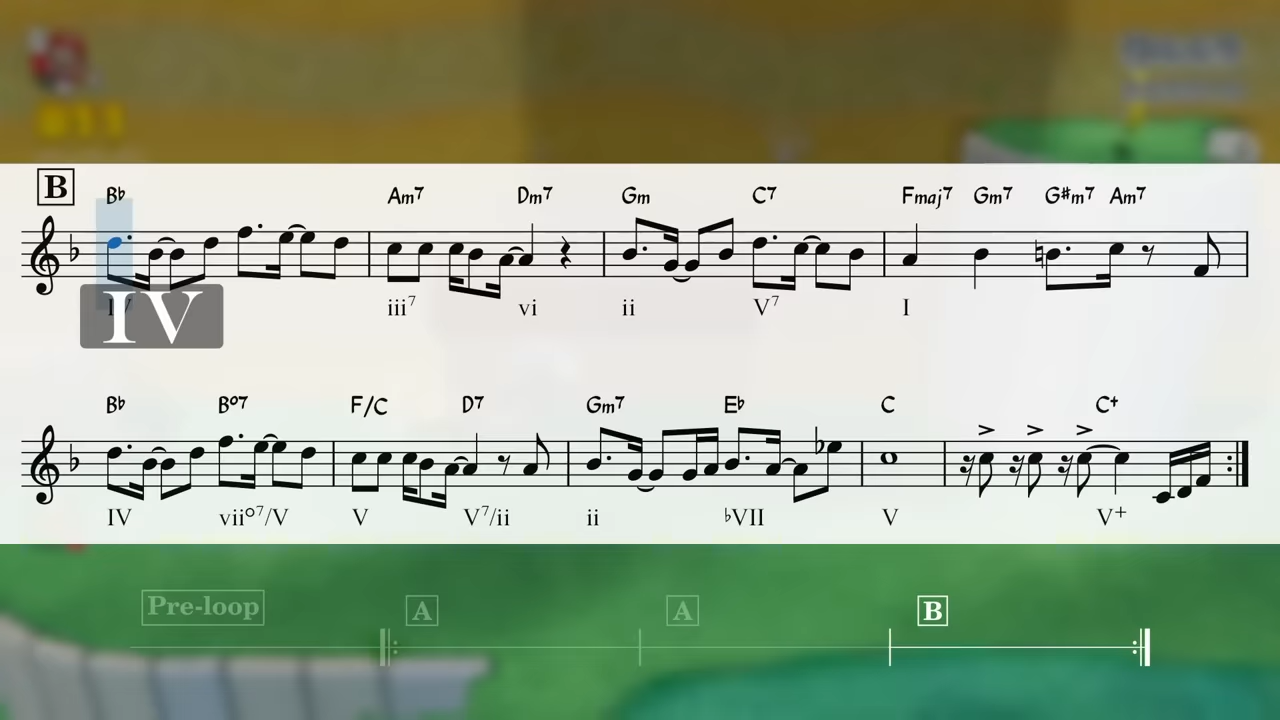 B B♭ Am7 Dm7 Gm C7 Fmaj7 Gm7 G#m7 Am7
IV iii7 vi ii V7 I
IV
B♭ B°7 F/C D7 Gm7 E♭ C C+
IV vii°7/V V V7/ii ii ♭VII V V+
Pre-loop A A B